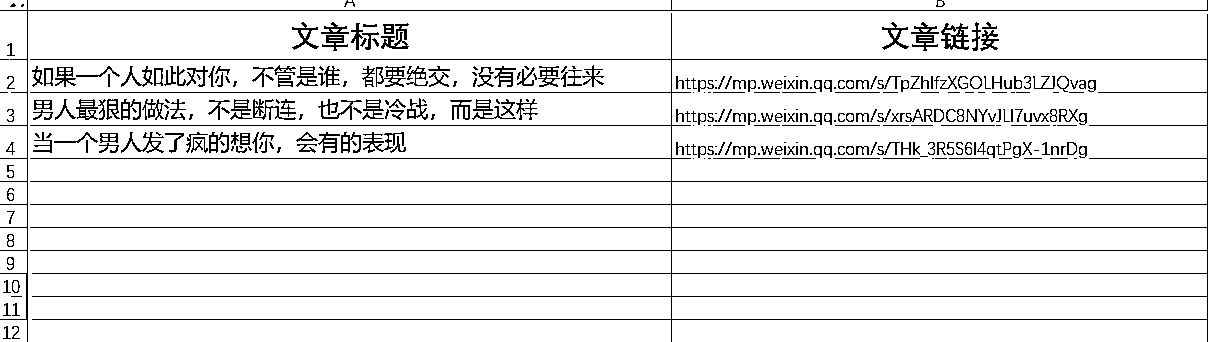 A B
1 文章标题 文章链接
2 如果一个人如此对你，不管是谁，都要绝交，没有必要往来 https://mp.weixin.qq.com/s/TpZhIfzXGOLHub3LZJQvag
3 男人最狠的做法，不是断连，也不是冷战，而是这样 https://mp.weixin.qq.com/s/xrsARDC8NYvJLI7uvx8RXg
4 当一个男人发了疯的想你，会有的表现 https://mp.weixin.qq.com/s/THk_3R5S6I4qtPgX-1nrDg
5
6
7
8
9
10
11
12